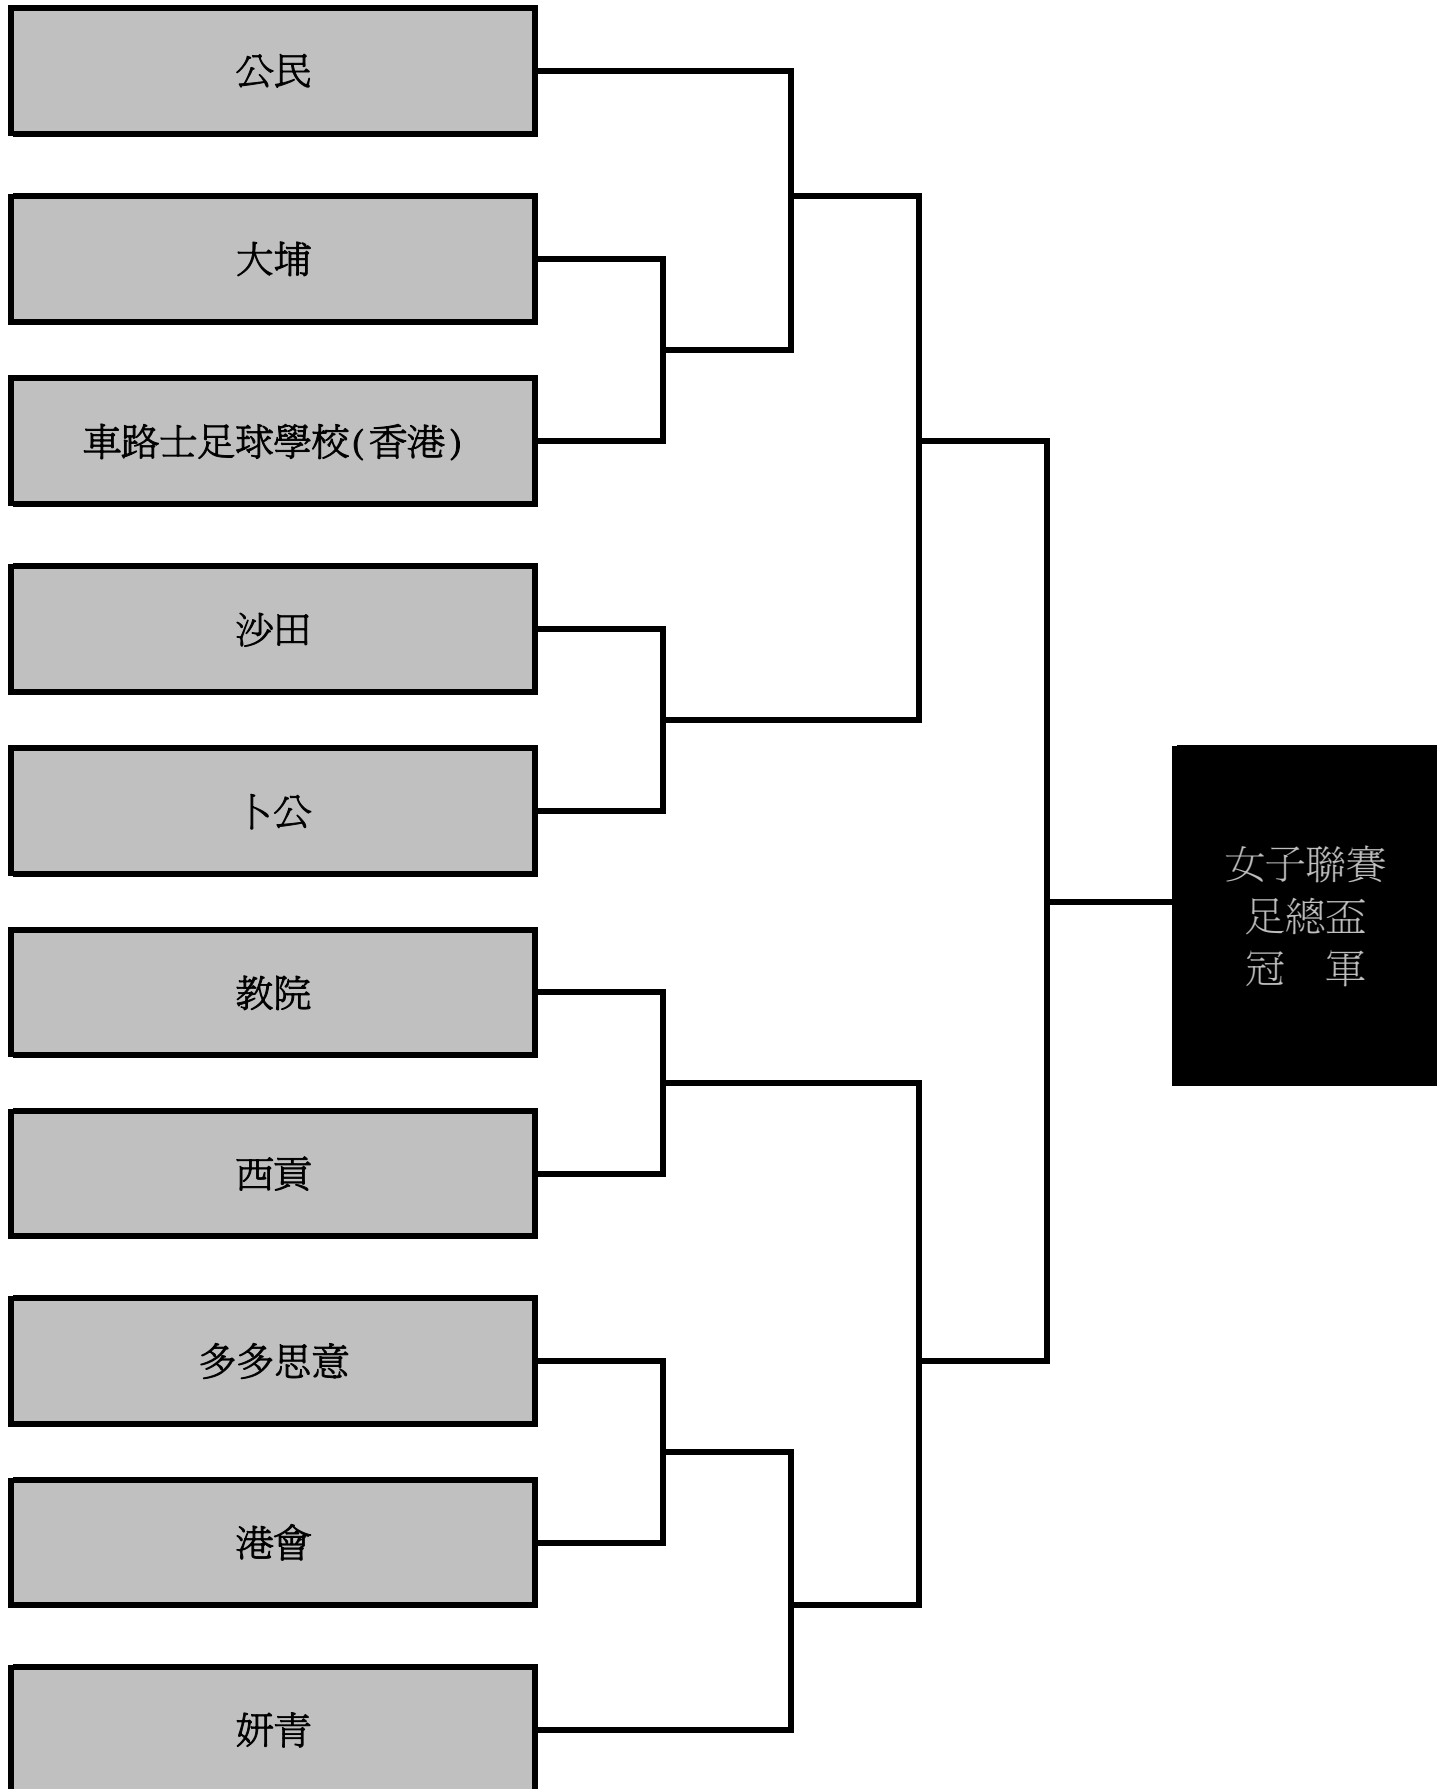 公民
大埔
車路士足球學校(香港)
沙田
卜公
教院
西貢
多多思意
港會
妍青
女子聯賽
足總盃
冠　軍